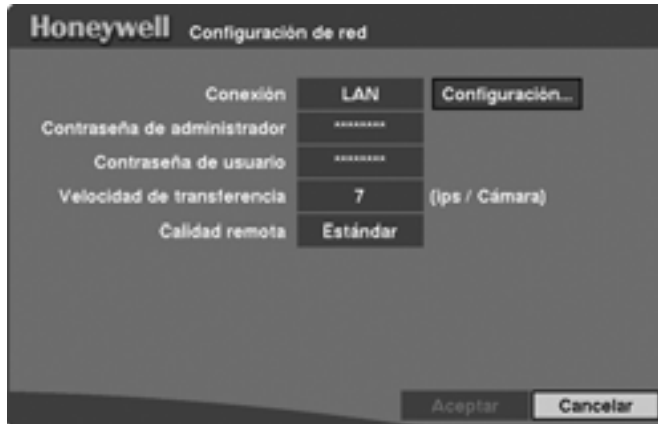 Honeywell Configuración de red
Conexión LAN Configuración...
Contraseña de administrador ********
Contraseña de usuario ********
Velocidad de transferencia 7 (ips / Cámara)
Calidad remota Estándar
Aceptar Cancelar